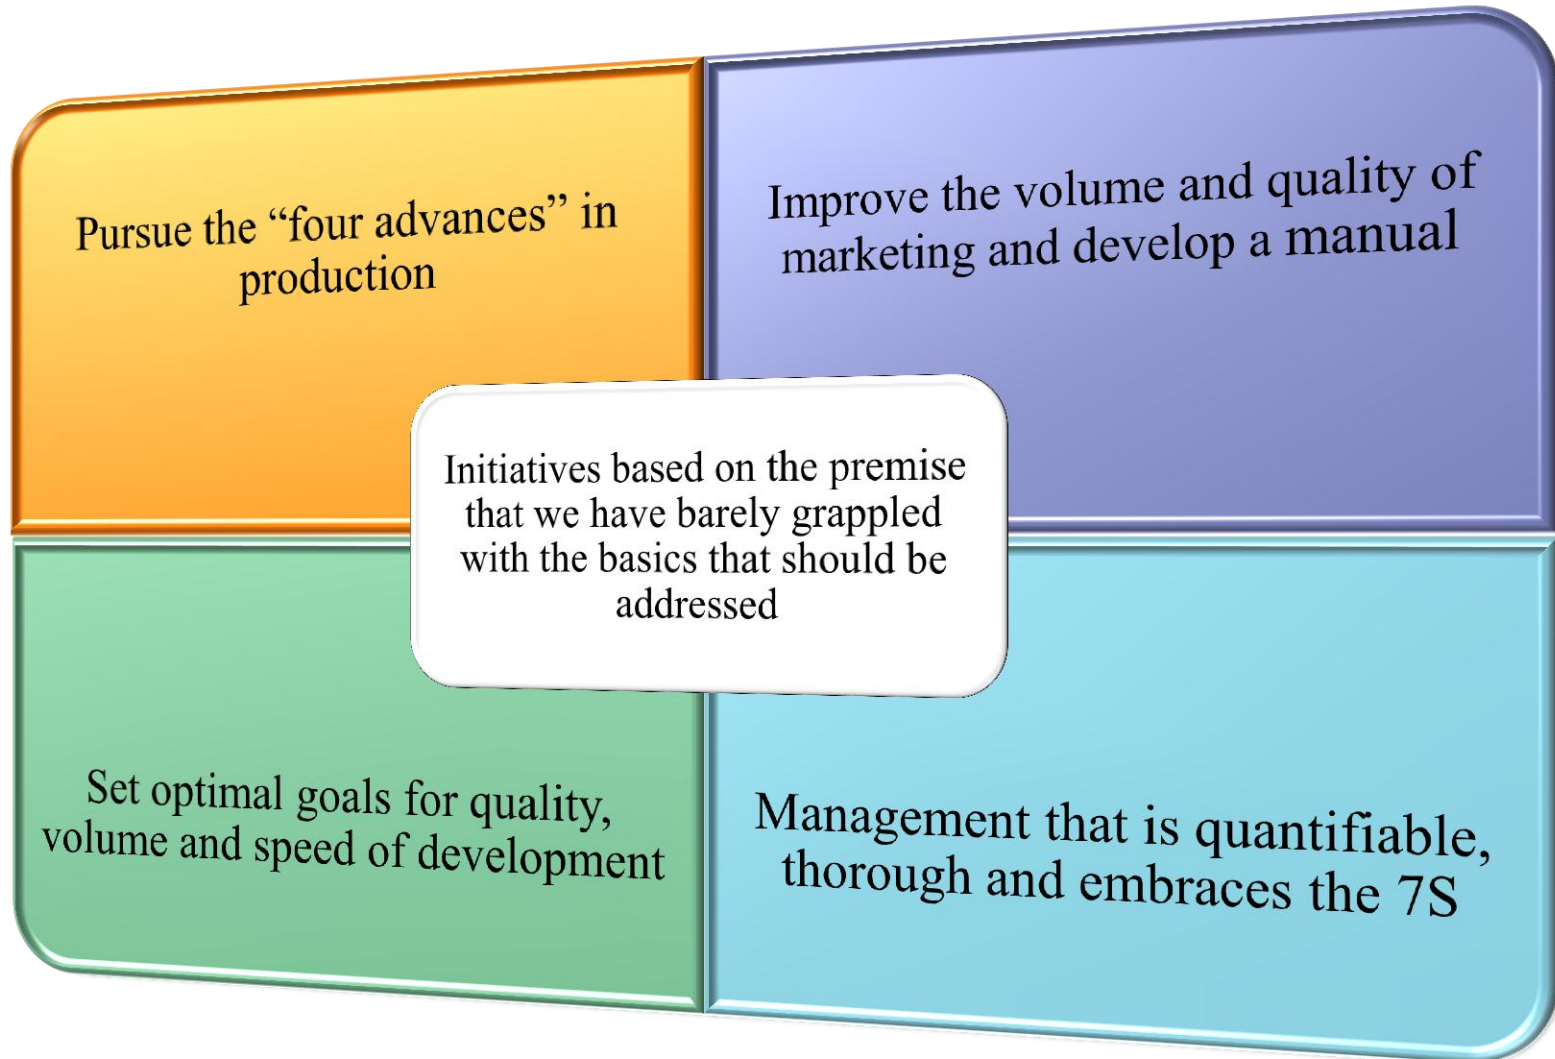 Pursue the “four advances” in
production
Improve the volume and quality of
marketing and develop a manual
Initiatives based on the premise
that we have barely grappled
with the basics that should be
addressed
Set optimal goals for quality,
volume and speed of development
Management that is quantifiable,
thorough and embraces the 7S